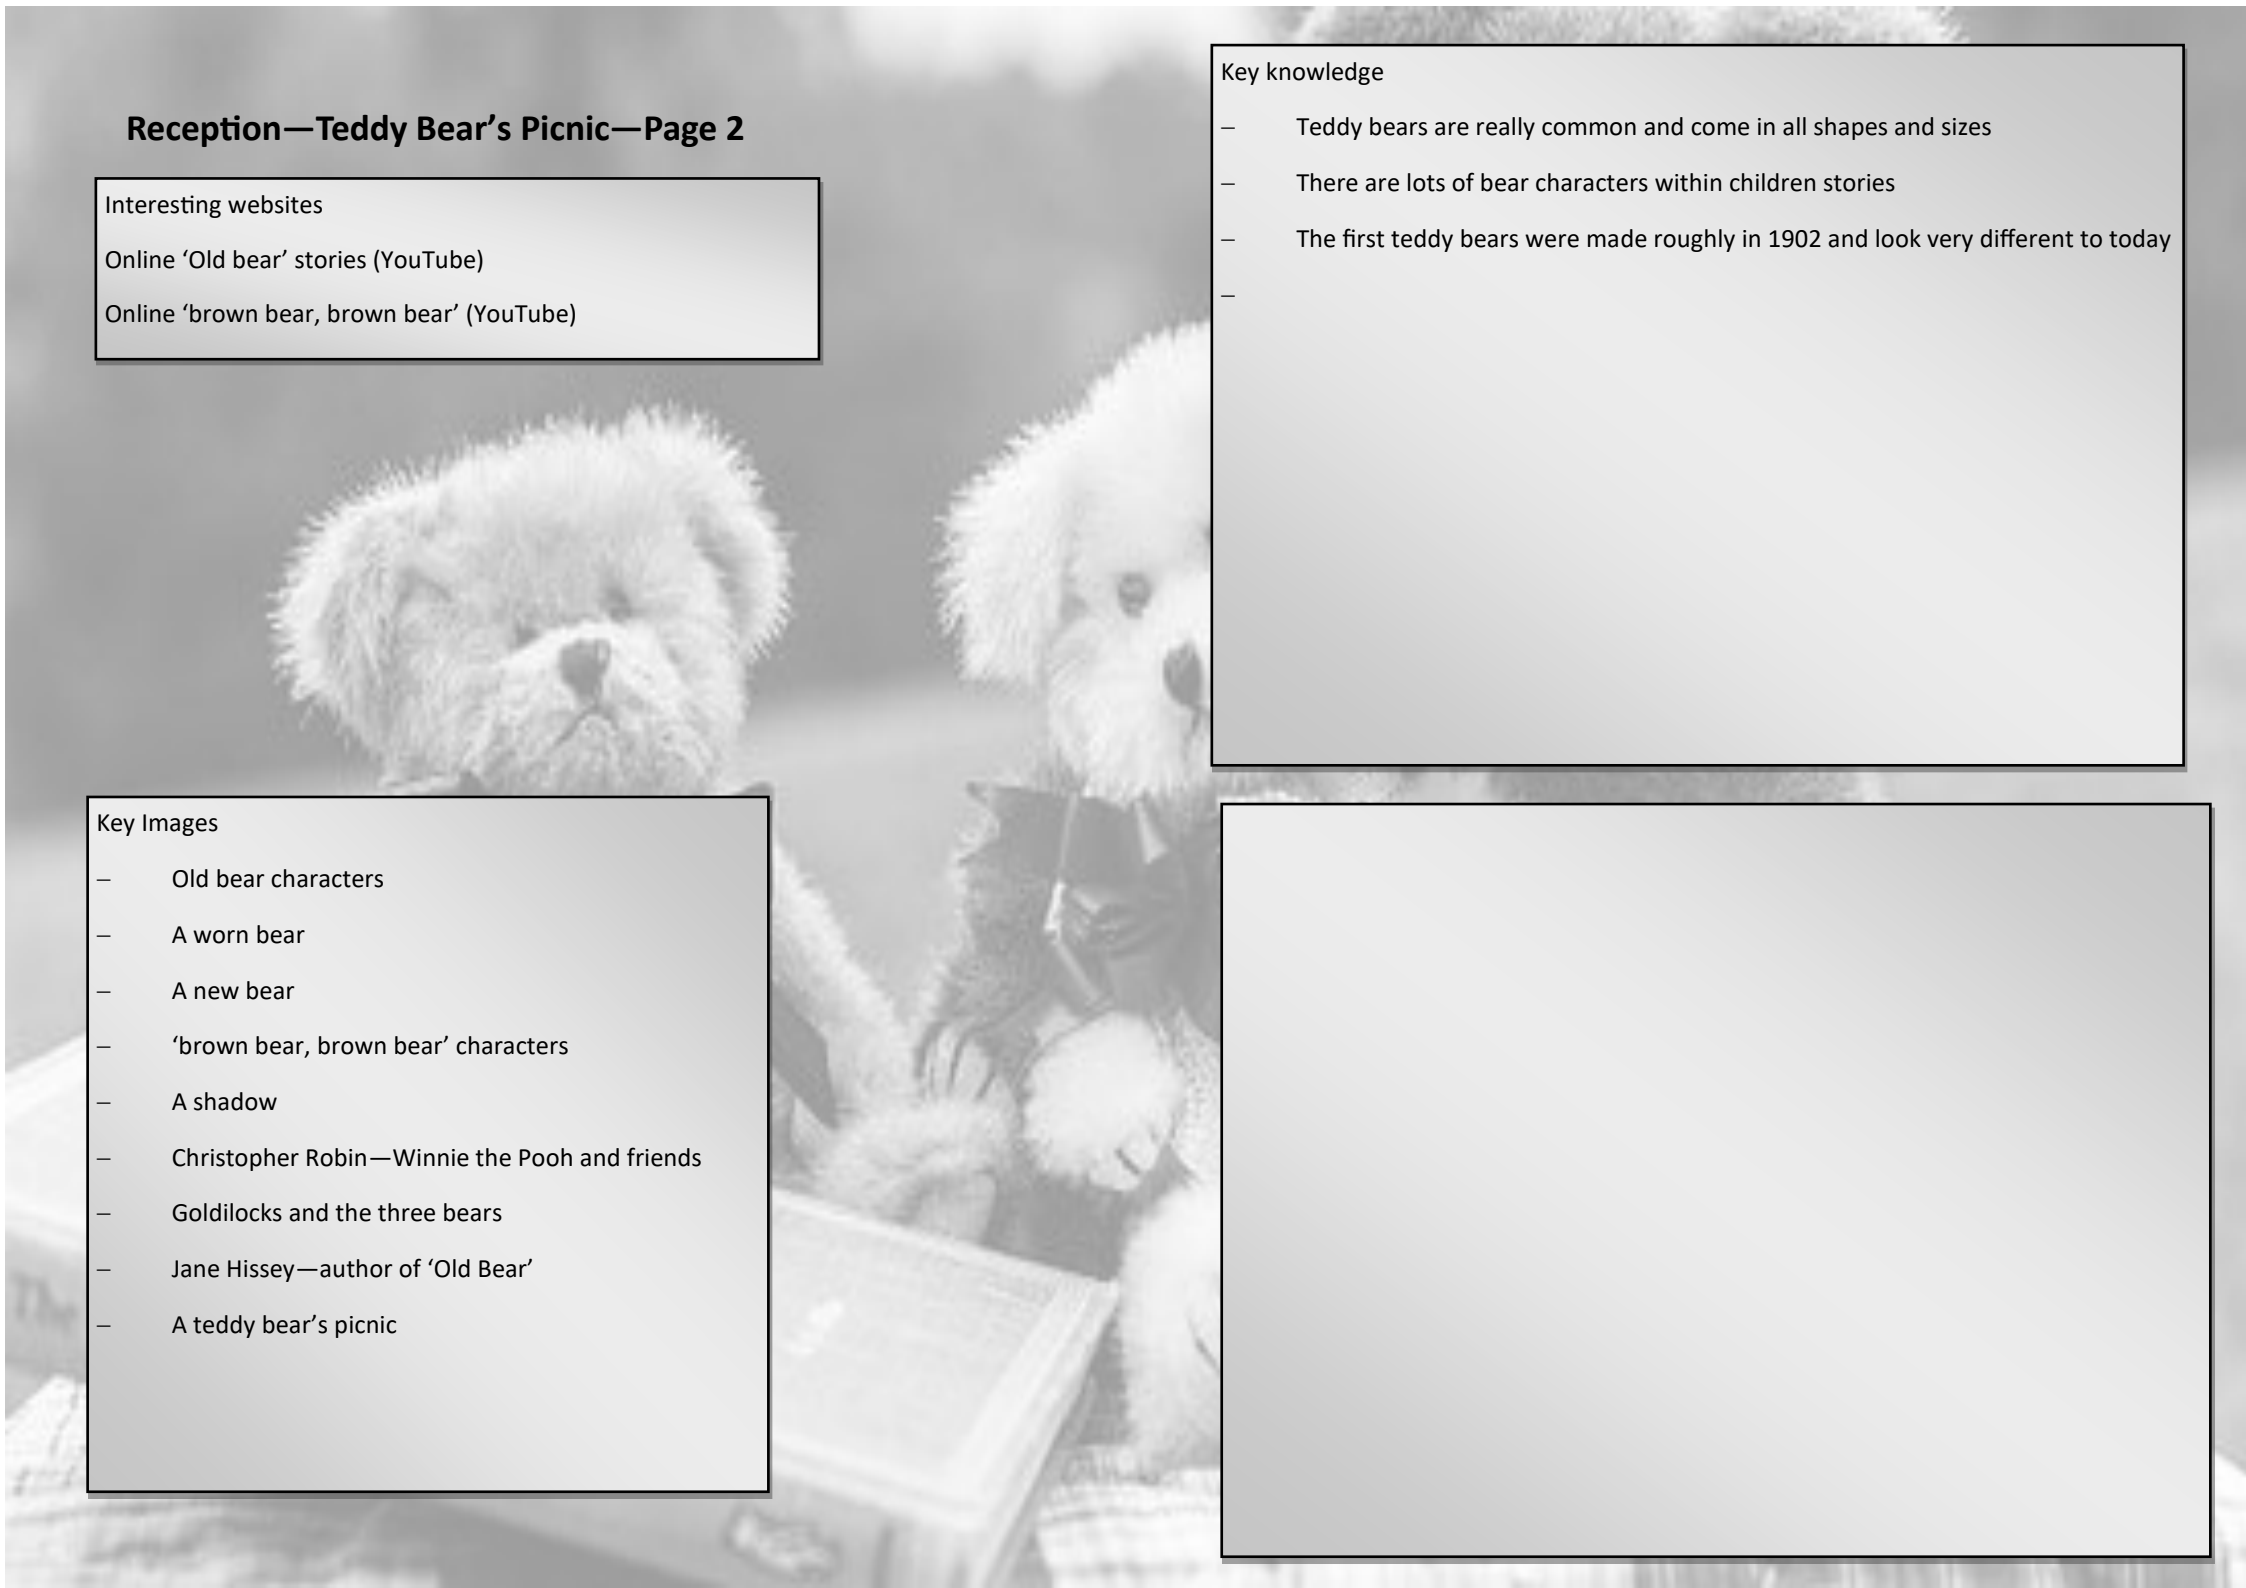 Reception—Teddy Bear’s Picnic—Page 2
Interesting websites
Online ‘Old bear’ stories (YouTube)
Online ‘brown bear, brown bear’ (YouTube)
Key knowledge
– Teddy bears are really common and come in all shapes and sizes
– There are lots of bear characters within children stories
– The first teddy bears were made roughly in 1902 and look very different to today
–
Key Images
– Old bear characters
– A worn bear
– A new bear
– ‘brown bear, brown bear’ characters
– A shadow
– Christopher Robin—Winnie the Pooh and friends
– Goldilocks and the three bears
– Jane Hissey—author of ‘Old Bear’
– A teddy bear’s picnic
The